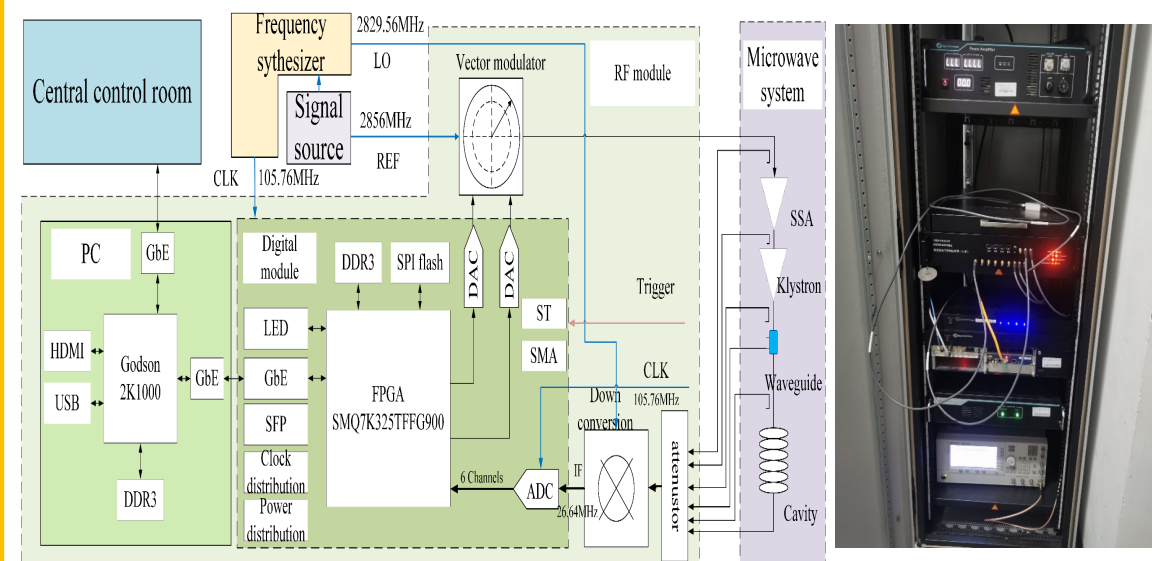 Central control room
Frequency
sythesizer
2829.56MHz
LO
Signal
source
2856MHz
REF
CLK
105.76MHz
Vector modulator
RF module
Microwave
system
PC
GbE
HDMI
USB
Godson
2K1000
GbE
DDR3
Digital
module
DDR3
SPI flash
LED
GbE
SFP
Clock
distribution
Power
distribution
FPGA
SMQ7K325TFFG900
DAC
DAC
ST
SMA
Trigger
CLK
105.76MHz
Down
conversion
6 Channels
ADC
IF
26.64MHz
attenustor
SSA
Klystron
Waveguide
Cavity